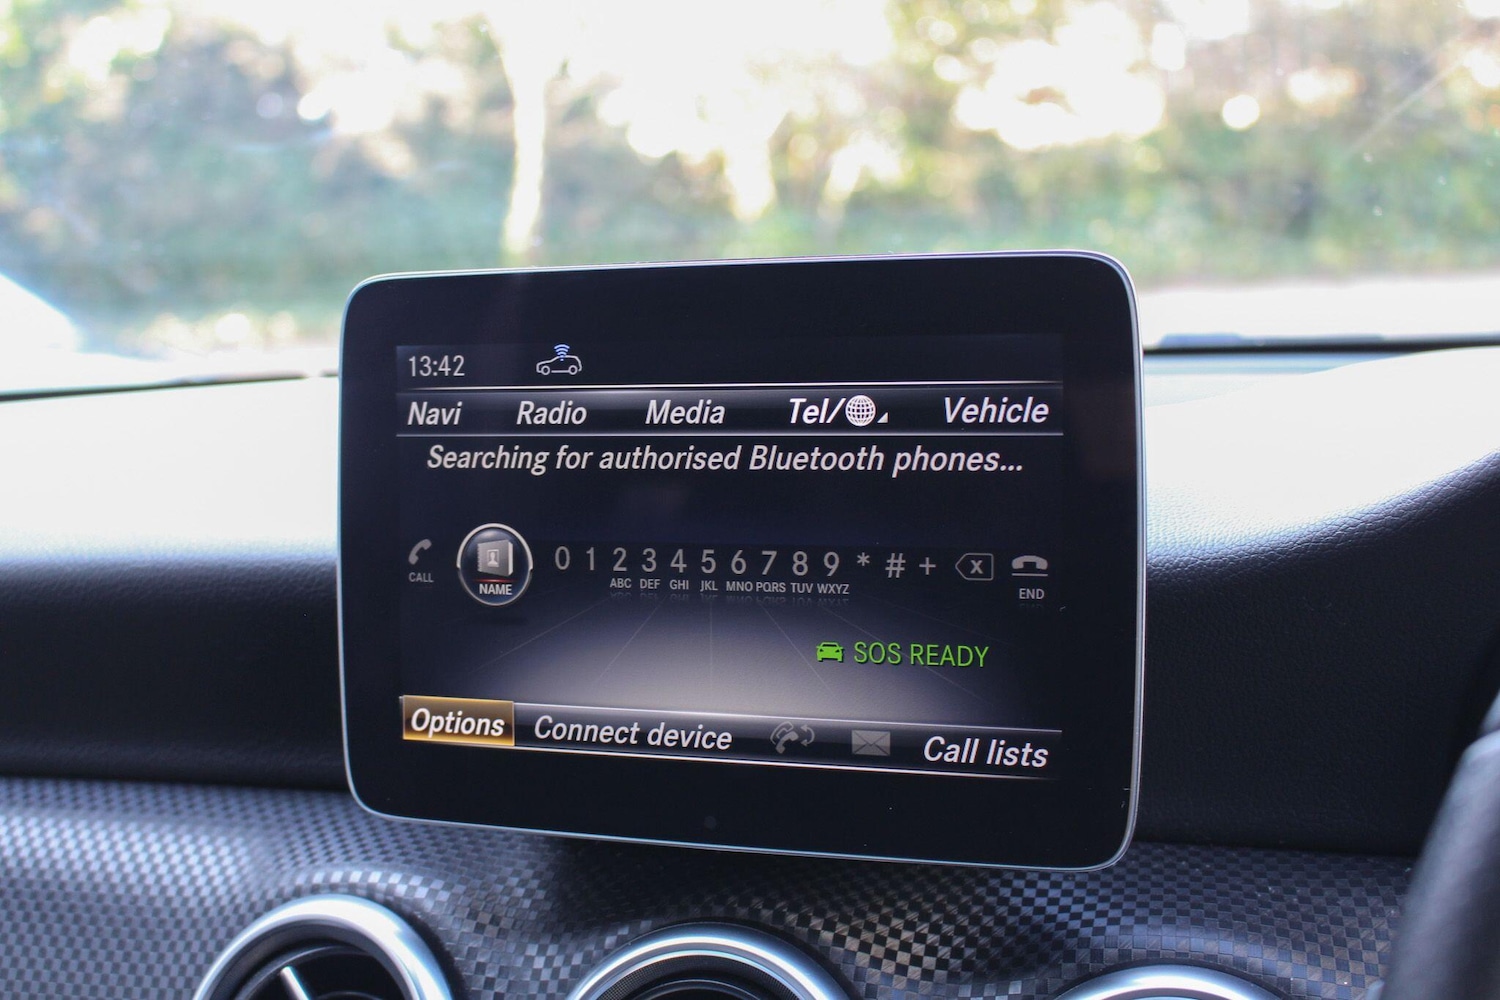 13:42
Navi Radio Media Tel/ Vehicle
Searching for authorised Bluetooth phones...
CALL NAME 0 1 2 3 4 5 6 7 8 9 * # + X END
ABC DEF GHI JKL MNO PQRS TUV WXYZ
SOS READY
Options Connect device Call lists